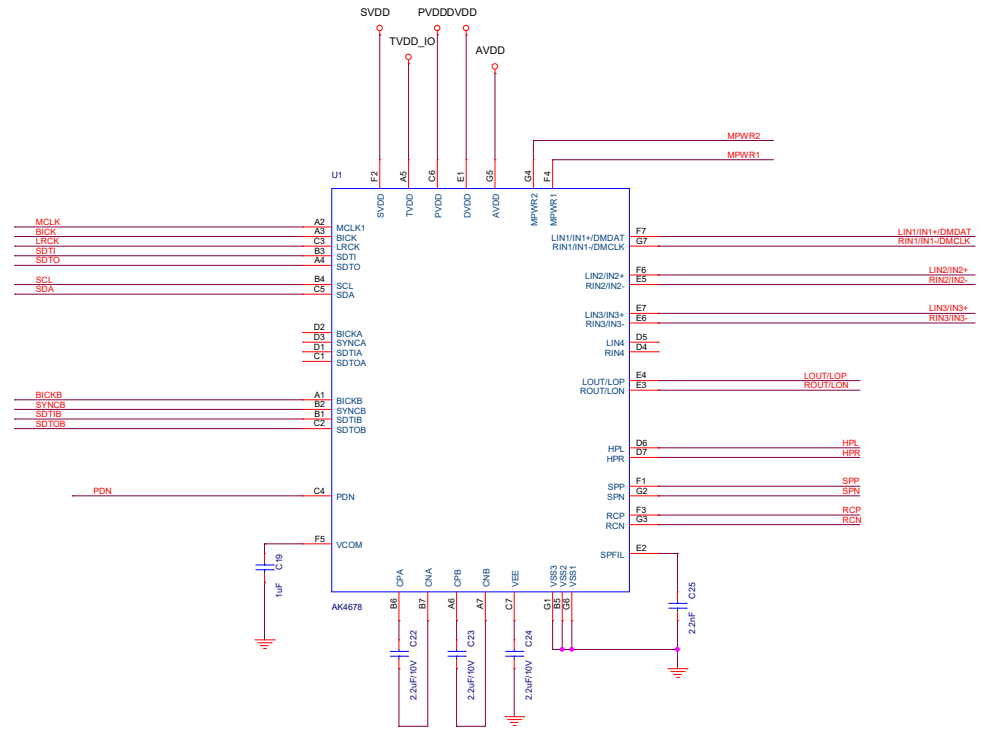 SVDD
PVDDDVDD
TVDD_IO
AVDD
MPWR2
MPWR1
U1
F2
A5
C6
E1
G5
G4
F4
SVDD
TVDD
PVDD
DVDD
AVDD
MPWR2
MPWR1
MCLK A2 MCLK1
BICK A3 BICK
LRCK C3 LRCK
SDTI B3 SDTI
SDTO A4 SDTO
SCL B4 SCL
SDA C5 SDA
D2 BICKA
D3 SYNCA
D1 SDTIA
C1 SDTOA
BICKB A1 BICKB
SYNCB B2 SYNCB
SDTIB B1 SDTIB
SDTOB C2 SDTOB
PDN C4 PDN
F5 VCOM
C19
1uF
LIN1/IN1+/DMDAT F7 LIN1/IN1+/DMDAT
RIN1/IN1-/DMCLK G7 RIN1/IN1-/DMCLK
LIN2/IN2+ F6 LIN2/IN2+
RIN2/IN2- E5 RIN2/IN2-
LIN3/IN3+ E7 LIN3/IN3+
RIN3/IN3- E6 RIN3/IN3-
LIN4 D5
RIN4 D4
LOUT/LOP E4 LOUT/LOP
ROUT/LON E3 ROUT/LON
HPL D6 HPL
HPR D7 HPR
SPP F1 SPP
SPN G2 SPN
RCP F3 RCP
RCN G3 RCN
SPFIL E2
C25
2.2nF
CPA
CNA
CPB
CNB
VEE
VSS3
VSS2
VSS1
AK4678
B6
B7
A6
A7
C7
G1
B5
G6
C22
2.2uF/10V
C23
2.2uF/10V
C24
2.2uF/10V